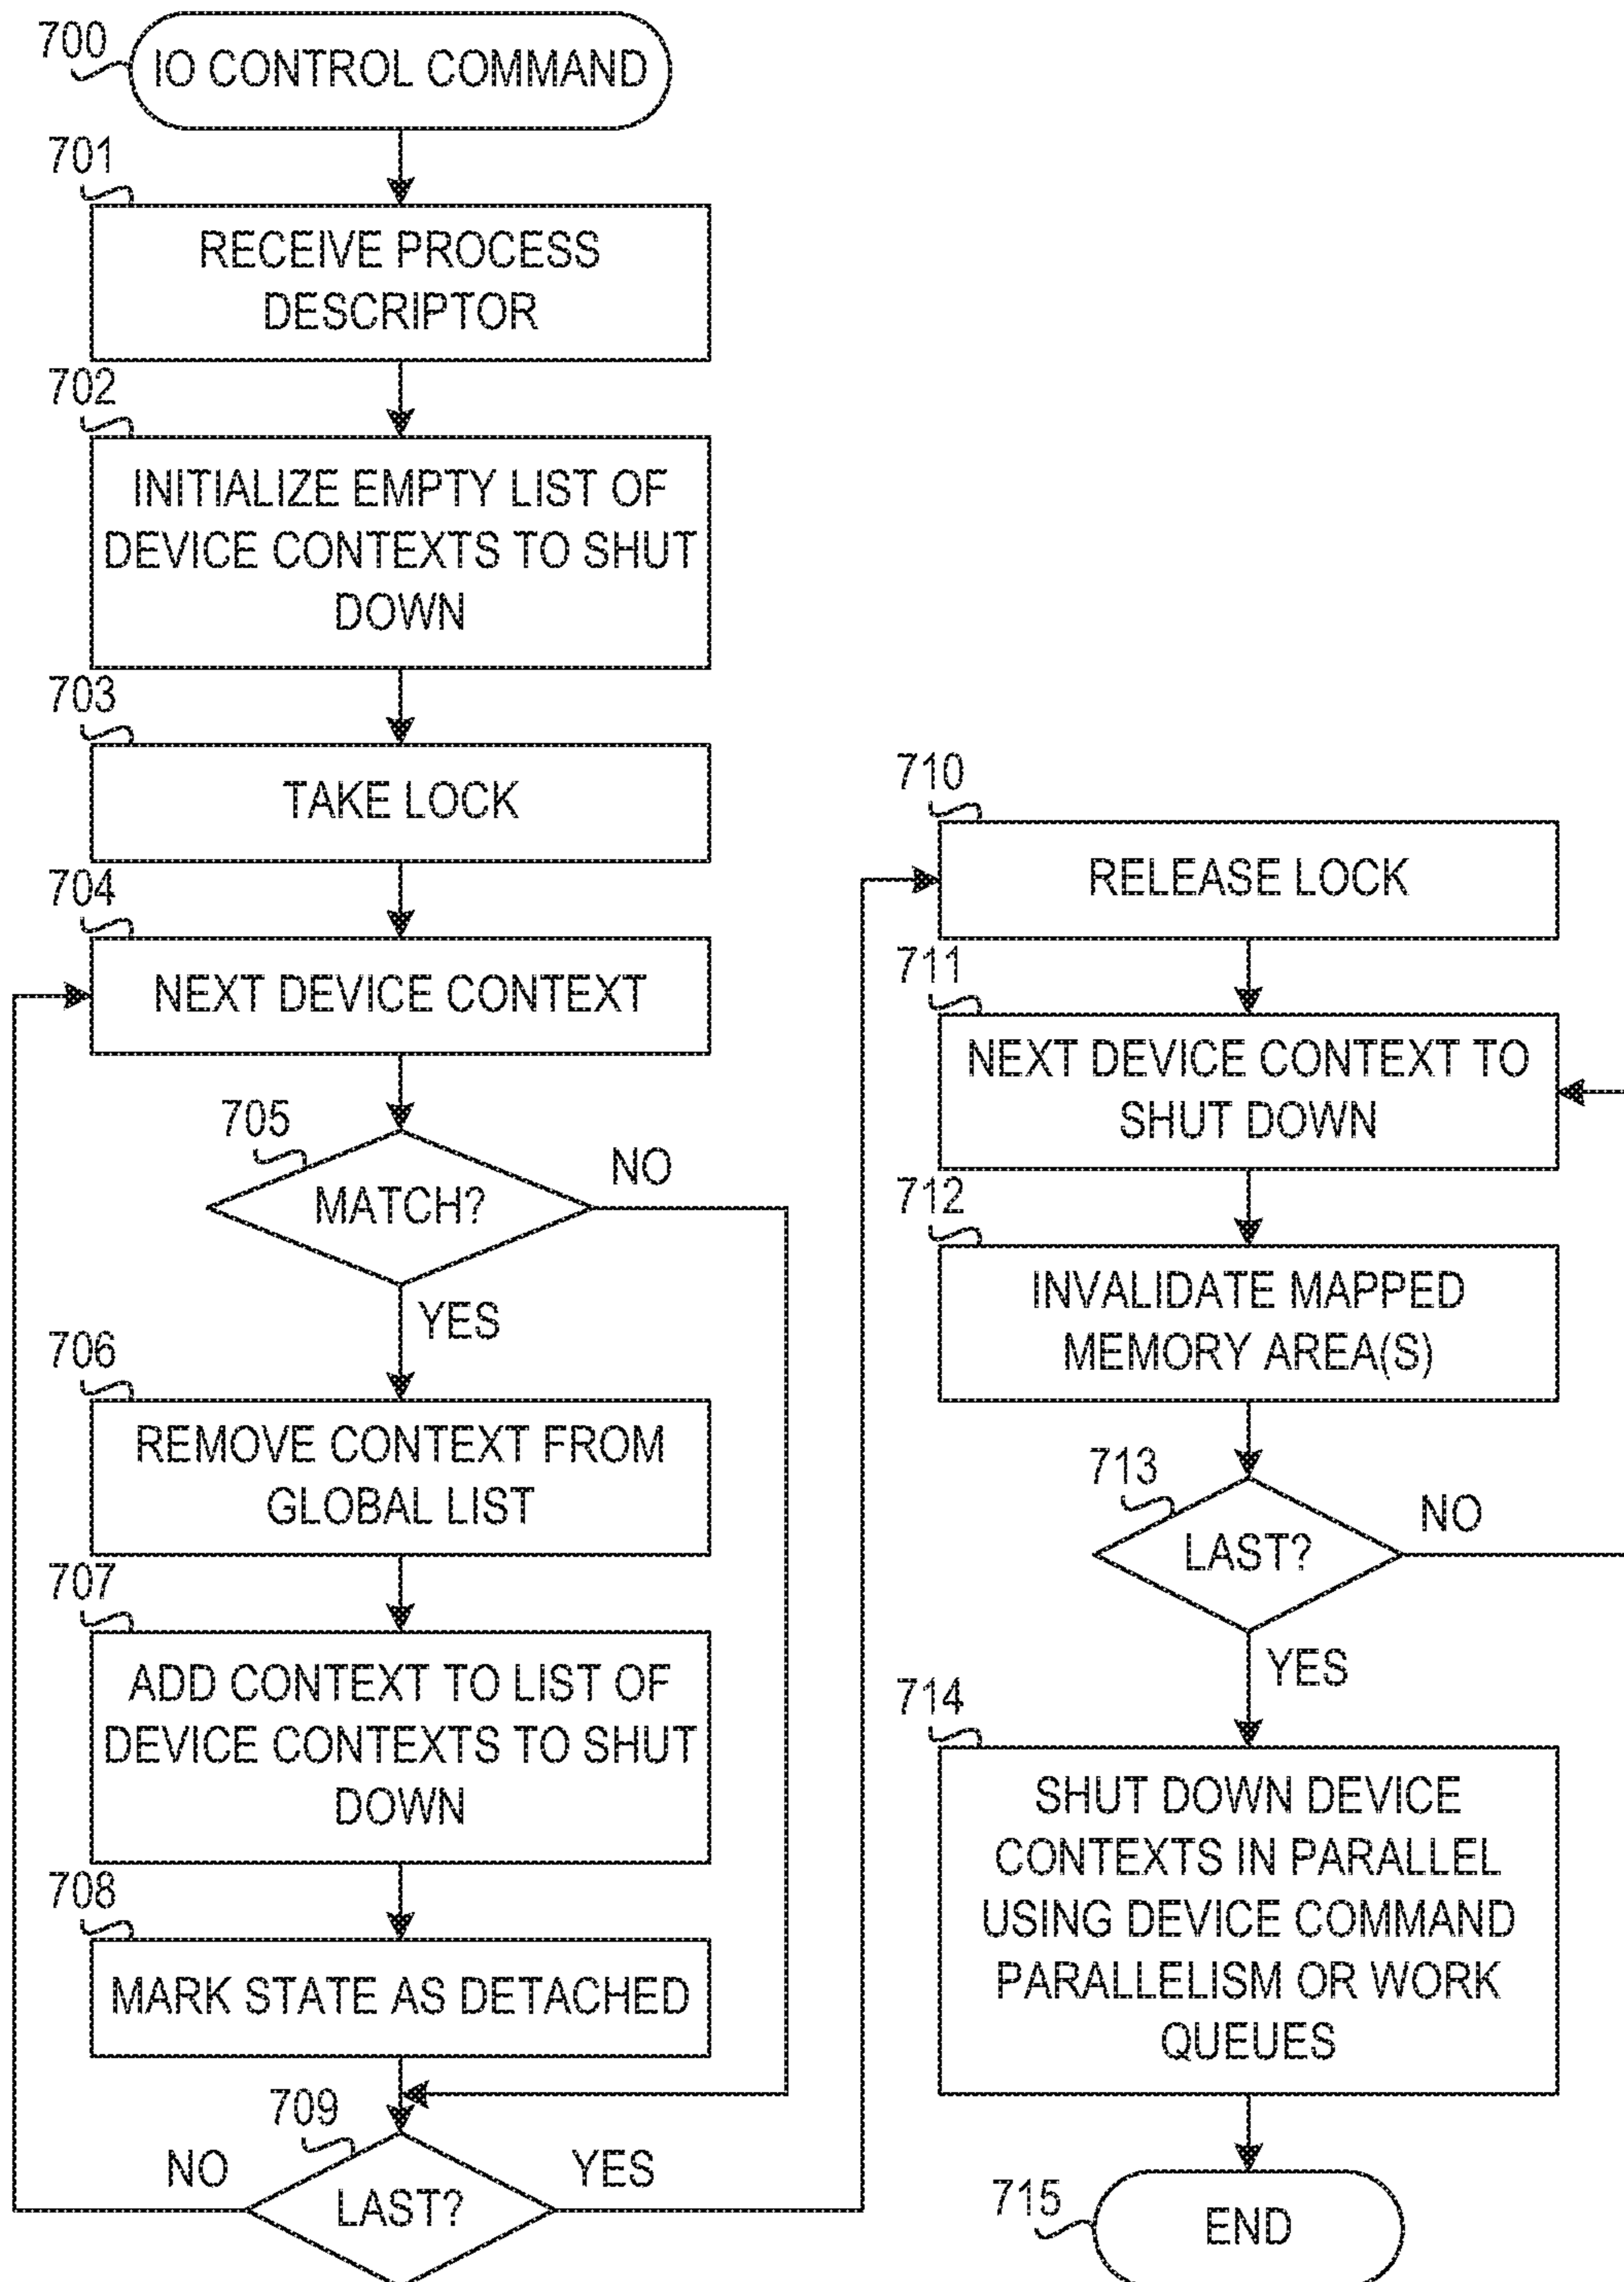 700
IO CONTROL COMMAND
701
RECEIVE PROCESS
DESCRIPTOR
702
INITIALIZE EMPTY LIST OF
DEVICE CONTEXTS TO SHUT
DOWN
703
TAKE LOCK
704
NEXT DEVICE CONTEXT
705
MATCH?
NO
YES
706
REMOVE CONTEXT FROM
GLOBAL LIST
707
ADD CONTEXT TO LIST OF
DEVICE CONTEXTS TO SHUT
DOWN
708
MARK STATE AS DETACHED
709
NO
LAST?
YES
710
RELEASE LOCK
711
NEXT DEVICE CONTEXT TO
SHUT DOWN
712
INVALIDATE MAPPED
MEMORY AREA(S)
713
LAST?
NO
YES
714
SHUT DOWN DEVICE
CONTEXTS IN PARALLEL
USING DEVICE COMMAND
PARALLELISM OR WORK
QUEUES
715
END